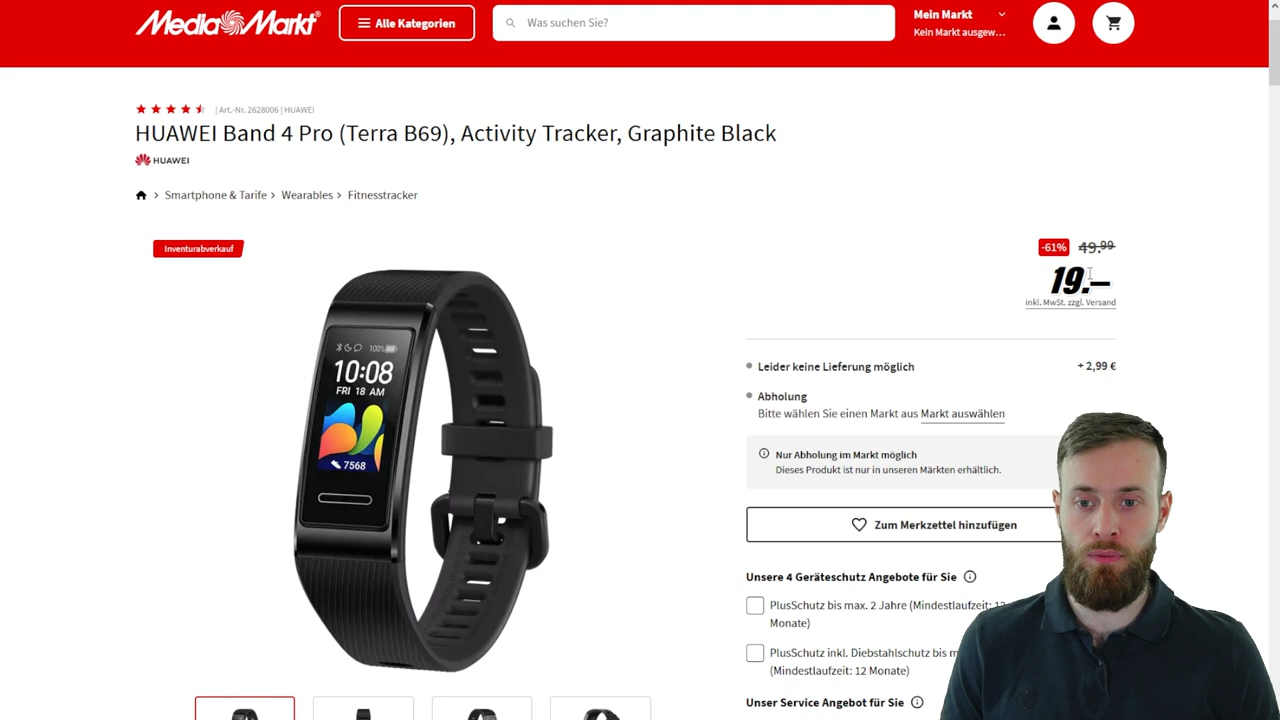 MediaMarkt®
Alle Kategorien
Was suchen Sie?
Mein Markt
Kein Markt ausgew...
| Art.-Nr. 2628006 | HUAWEI
HUAWEI Band 4 Pro (Terra B69), Activity Tracker, Graphite Black
HUAWEI
Smartphone & Tarife > Wearables > Fitnesstracker
Inventurabverkauf
-61% 49.99
19.–
inkl. MwSt. zzgl. Versand
100%
10:08
FRI 18 AM
7568
Leider keine Lieferung möglich + 2,99 €
Abholung
Bitte wählen Sie einen Markt aus Markt auswählen
Nur Abholung im Markt möglich
Dieses Produkt ist nur in unseren Märkten erhältlich.
Zum Merkzettel hinzufügen
Unsere 4 Geräteschutz Angebote für Sie
PlusSchutz bis max. 2 Jahre (Mindestlaufzeit:
Monate)
PlusSchutz inkl. Diebstahlschutz bis
(Mindestlaufzeit: 12 Monate)
Unser Service Angebot für Sie